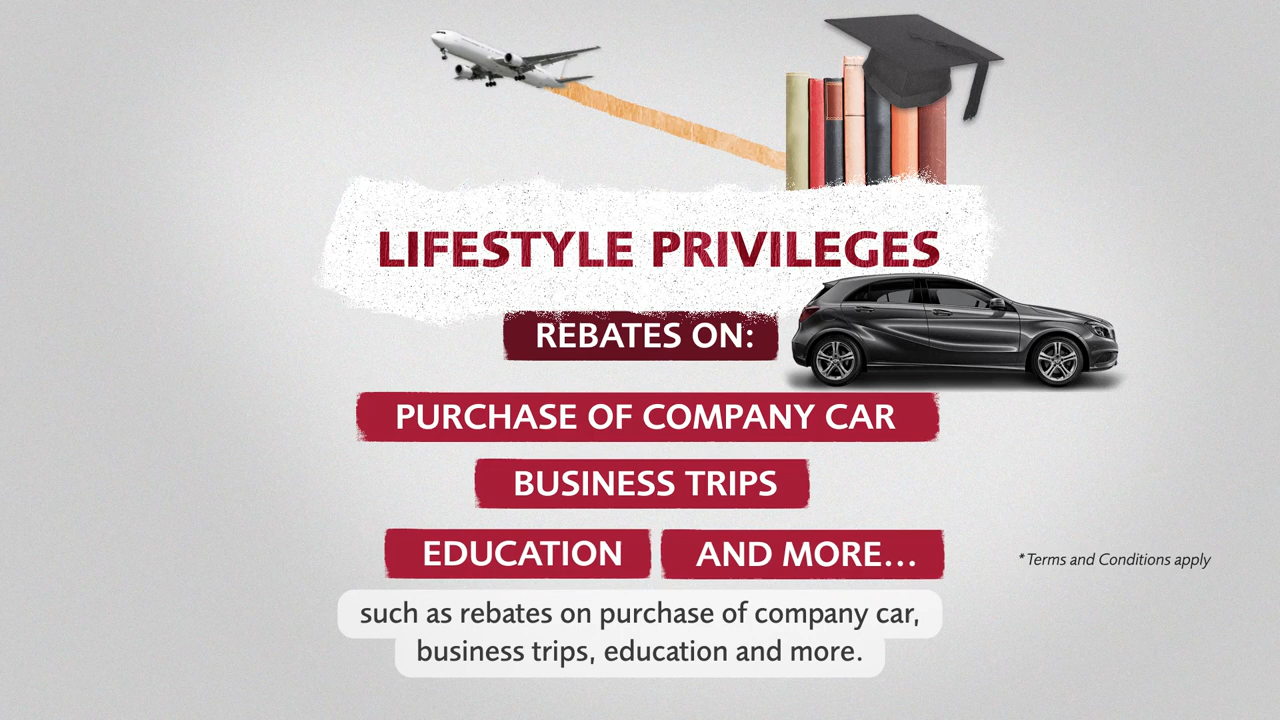 LIFESTYLE PRIVILEGES
REBATES ON:
PURCHASE OF COMPANY CAR
BUSINESS TRIPS
EDUCATION AND MORE...
*Terms and Conditions apply
such as rebates on purchase of company car,
business trips, education and more.